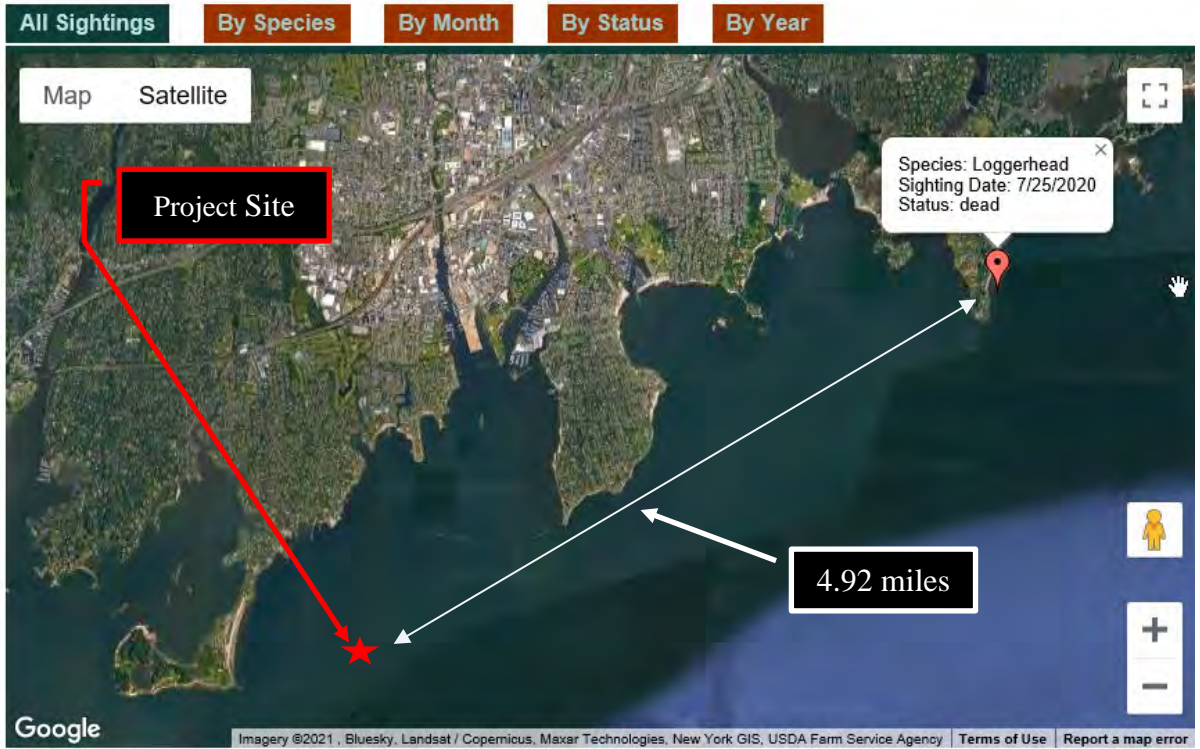 All Sightings
By Species
By Month
By Status
By Year
Map
Satellite
Project Site
Species: Loggerhead
Sighting Date: 7/25/2020
Status: dead
4.92 miles
Google
Imagery ©2021 , Bluesky, Landsat / Copernicus, Maxar Technologies, New York GIS, USDA Farm Service Agency
Terms of Use
Report a map error